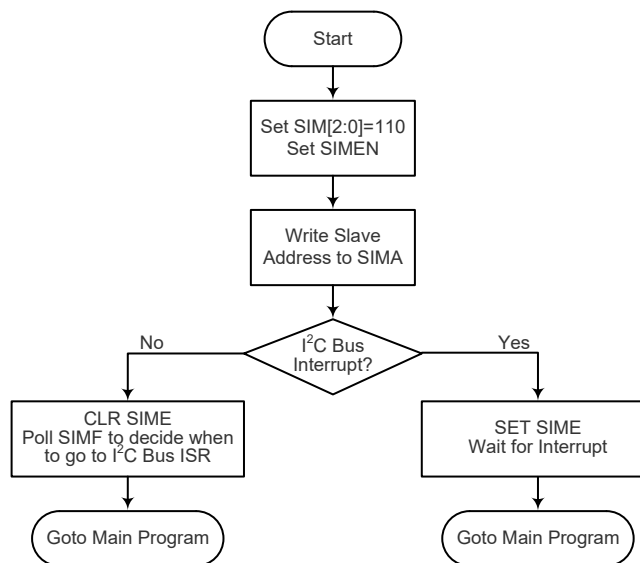 Start
Set SIM[2:0]=110
Set SIMEN
Write Slave
Address to SIMA
I²C Bus
Interrupt?
No
Yes
CLR SIME
Poll SIMF to decide when
to go to I²C Bus ISR
SET SIME
Wait for Interrupt
Goto Main Program
Goto Main Program